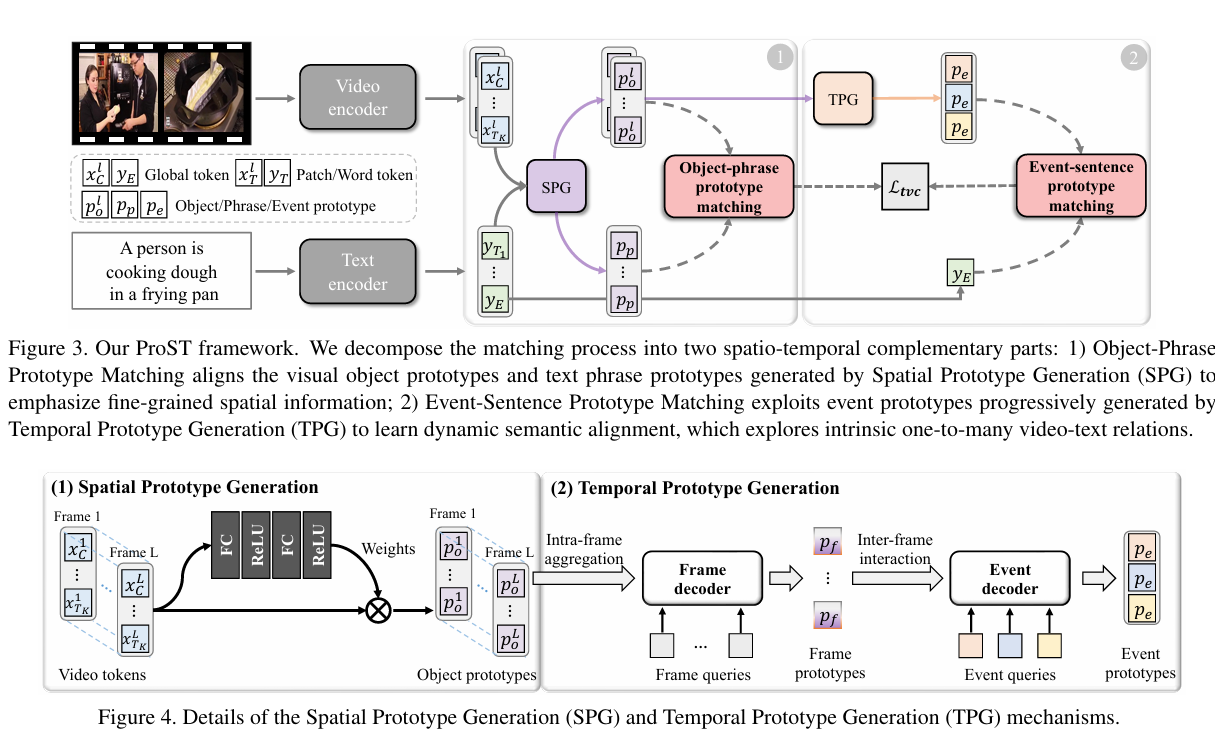 Video
encoder
x_C^l
⋮
x_{T_K}^l
p_o^l
⋮
p_o^l
1
TPG
p_e
p_e
p_e
2
x_C^l y_E Global token x_T^l y_T Patch/Word token
p_o^l p_p p_e Object/Phrase/Event prototype
SPG
Object-phrase
prototype
matching
L_tvc
Event-sentence
prototype
matching
A person is
cooking dough
in a frying pan
Text
encoder
y_{T_1}
⋮
y_E
p_p
⋮
p_p
y_E
Figure 3. Our ProST framework. We decompose the matching process into two spatio-temporal complementary parts: 1) Object-Phrase
Prototype Matching aligns the visual object prototypes and text phrase prototypes generated by Spatial Prototype Generation (SPG) to
emphasize fine-grained spatial information; 2) Event-Sentence Prototype Matching exploits event prototypes progressively generated by
Temporal Prototype Generation (TPG) to learn dynamic semantic alignment, which explores intrinsic one-to-many video-text relations.
(1) Spatial Prototype Generation
Frame 1
x_C^1
⋮
x_{T_K}^1
...
Frame L
x_C^L
⋮
x_{T_K}^L
Video tokens
FC
ReLU
FC
ReLU
Weights
Frame 1
p_o^1
⋮
p_o^1
...
Frame L
p_o^L
⋮
p_o^L
Object prototypes
(2) Temporal Prototype Generation
Intra-frame
aggregation
Frame
decoder
...
Frame queries
p_f
⋮
p_f
Frame
prototypes
Inter-frame
interaction
Event
decoder
Event queries
p_e
p_e
p_e
Event
prototypes
Figure 4. Details of the Spatial Prototype Generation (SPG) and Temporal Prototype Generation (TPG) mechanisms.